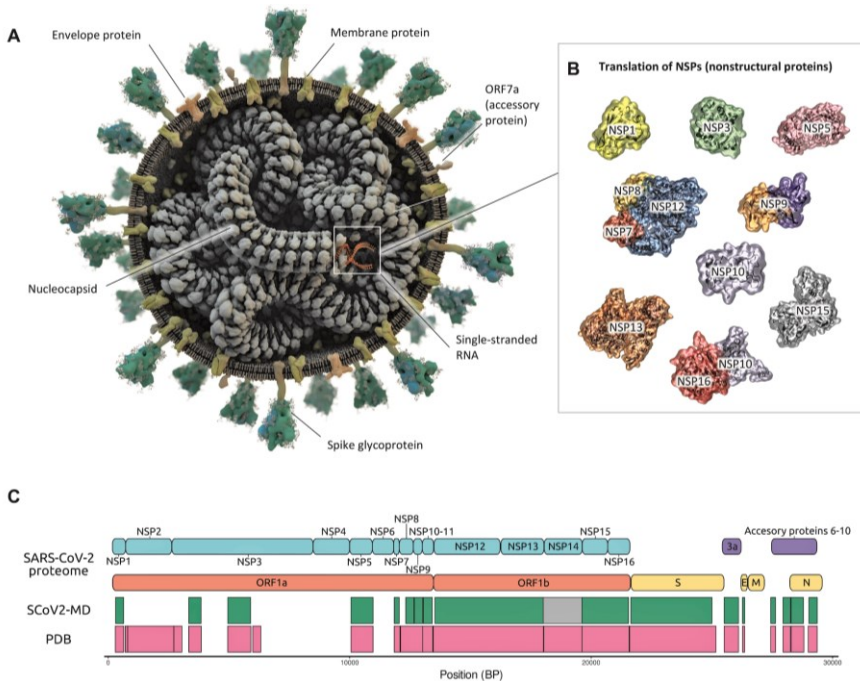 A
Envelope protein
Membrane protein
ORF7a
(accessory
protein)
Nucleocapsid
Single-stranded
RNA
Spike glycoprotein
B
Translation of NSPs (nonstructural proteins)
NSP1
NSP3
NSP5
NSP8
NSP12
NSP7
NSP9
NSP10
NSP15
NSP13
NSP10
NSP16
C
NSP8
NSP2
NSP4
NSP6
NSP10-11
NSP15
Accesory proteins 6-10
NSP12
NSP13
NSP14
3a
SARS-CoV-2
proteome
NSP1
NSP3
NSP5
NSP7
NSP9
NSP16
ORF1a
ORF1b
S
E
M
N
SCoV2-MD
PDB
0
10000
20000
30000
Position (BP)